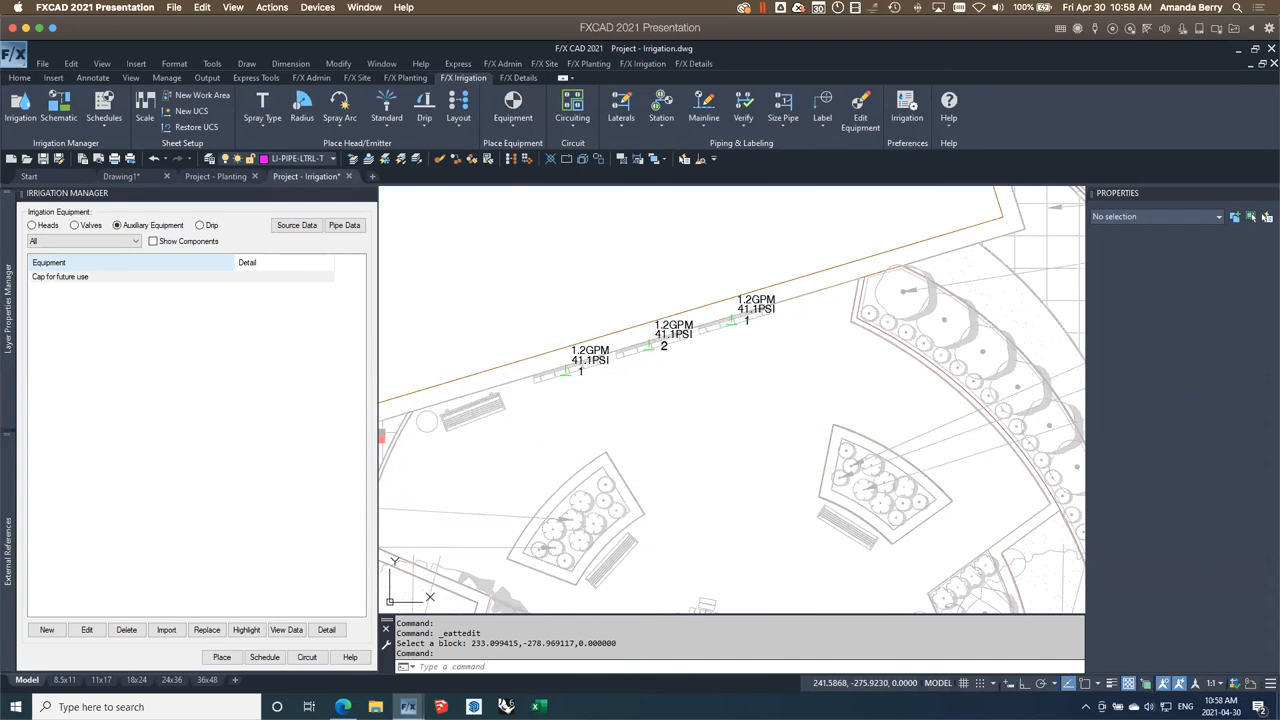 FXCAD 2021 Presentation File View Actions Devices Window Help
30 Fri Apr 30 10:58 AM Amanda Berry
FXCAD 2021 Presentation
F/X CAD 2021 Project - Irrigation.dwg
F/X
File Edit View Insert Format Tools Draw Dimension Modify Window Help Express F/X Admin F/X Site F/X Planting F/X Irrigation F/X Details
Home Insert Annotate View Manage Output Express Tools F/X Admin F/X Site F/X Planting F/X Irrigation F/X Details
New Work Area
New UCS
Restore UCS
Irrigation Schematic Schedules Scale Spray Type Radius Spray Arc Standard Drip Layout Equipment Circuiting Laterals Station Mainline Verify Size Pipe Label Edit Equipment Irrigation Help
Irrigation Manager Sheet Setup Place Head/Emitter Place Equipment Circuit Piping & Labeling Preferences Help
LI-PIPE-LTRL-T
Start Drawing1* Project - Planting Project - Irrigation*
IRRIGATION MANAGER
PROPERTIES
Irrigation Equipment:
Heads Valves Auxiliary Equipment Drip Source Data Pipe Data
No selection
All Show Components
Equipment Detail
Cap for future use
Layer Properties Manager
External References
1.2GPM
41.1PSI
1
1.2GPM
41.1PSI
2
1.2GPM
41.1PSI
1
Y
X
Command:
Command: _eattedit
Select a block: 233.099415,-278.969117,0.000000
Command:
Type a command
New Edit Delete Import Replace Highlight View Data Detail
Place Schedule Circuit Help
Model 8.5x11 11x17 18x24 24x36 36x48
241.5868, -275.9230, 0.0000 MODEL 1:1
Type here to search
10:58 AM
2021-04-30
2